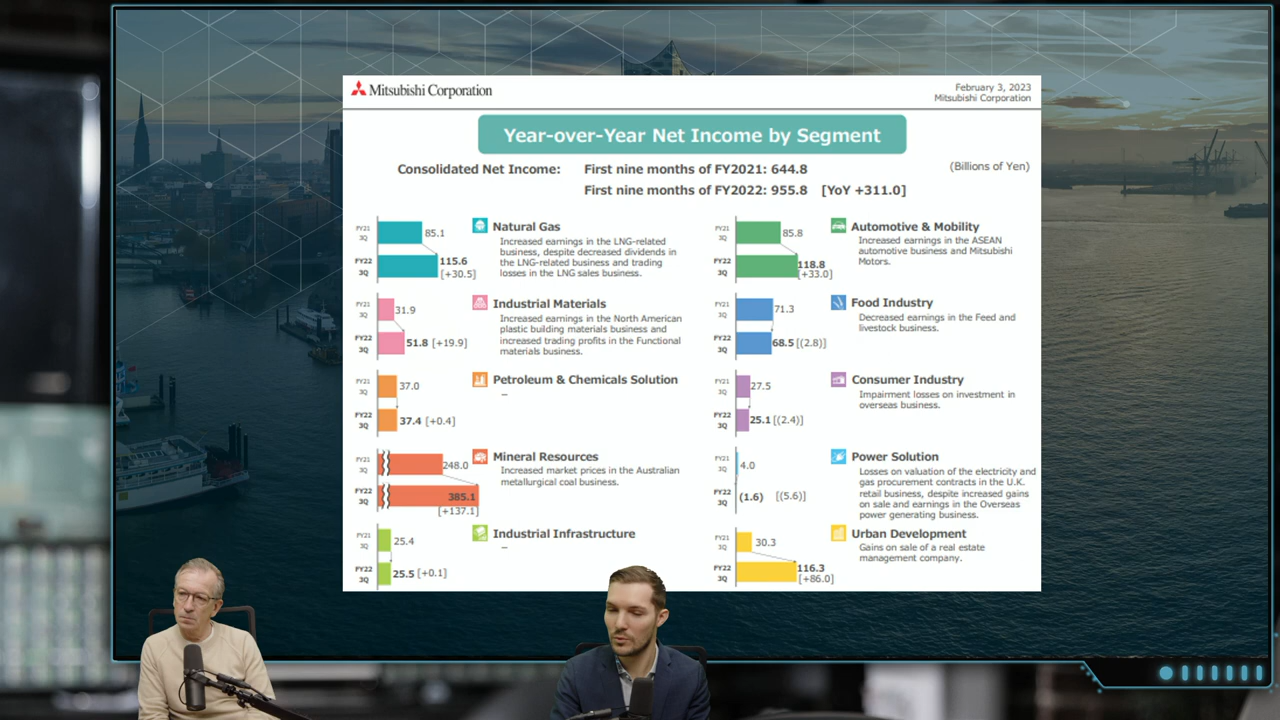 Mitsubishi Corporation
February 3, 2023
Mitsubishi Corporation
Year-over-Year Net Income by Segment
Consolidated Net Income: First nine months of FY2021: 644.8
(Billions of Yen)
First nine months of FY2022: 955.8 [YoY +311.0]
FY21
3Q
85.1
FY22
3Q
115.6
[+30.5]
Natural Gas
Increased earnings in the LNG-related
business, despite decreased dividends in
the LNG-related business and trading
losses in the LNG sales business.
FY21
3Q
31.9
FY22
3Q
51.8 [+19.9]
Industrial Materials
Increased earnings in the North American
plastic building materials business and
increased trading profits in the Functional
materials business.
FY21
3Q
37.0
FY22
3Q
37.4 [+0.4]
Petroleum & Chemicals Solution
–
FY21
3Q
248.0
FY22
3Q
385.1
[+137.1]
Mineral Resources
Increased market prices in the Australian
metallurgical coal business.
FY21
3Q
25.4
FY22
3Q
25.5 [+0.1]
Industrial Infrastructure
–
FY21
3Q
85.8
FY22
3Q
118.8
[+33.0]
Automotive & Mobility
Increased earnings in the ASEAN
automotive business and Mitsubishi
Motors.
FY21
3Q
71.3
FY22
3Q
68.5 [(2.8)]
Food Industry
Decreased earnings in the Feed and
livestock business.
FY21
3Q
27.5
FY22
3Q
25.1 [(2.4)]
Consumer Industry
Impairment losses on investment in
overseas business.
FY21
3Q
4.0
FY22
3Q
(1.6) [(5.6)]
Power Solution
Losses on valuation of the electricity and
gas procurement contracts in the U.K.
retail business, despite increased gains
on sale and earnings in the Overseas
power generating business.
FY21
3Q
30.3
FY22
3Q
116.3
[+86.0]
Urban Development
Gains on sale of a real estate
management company.